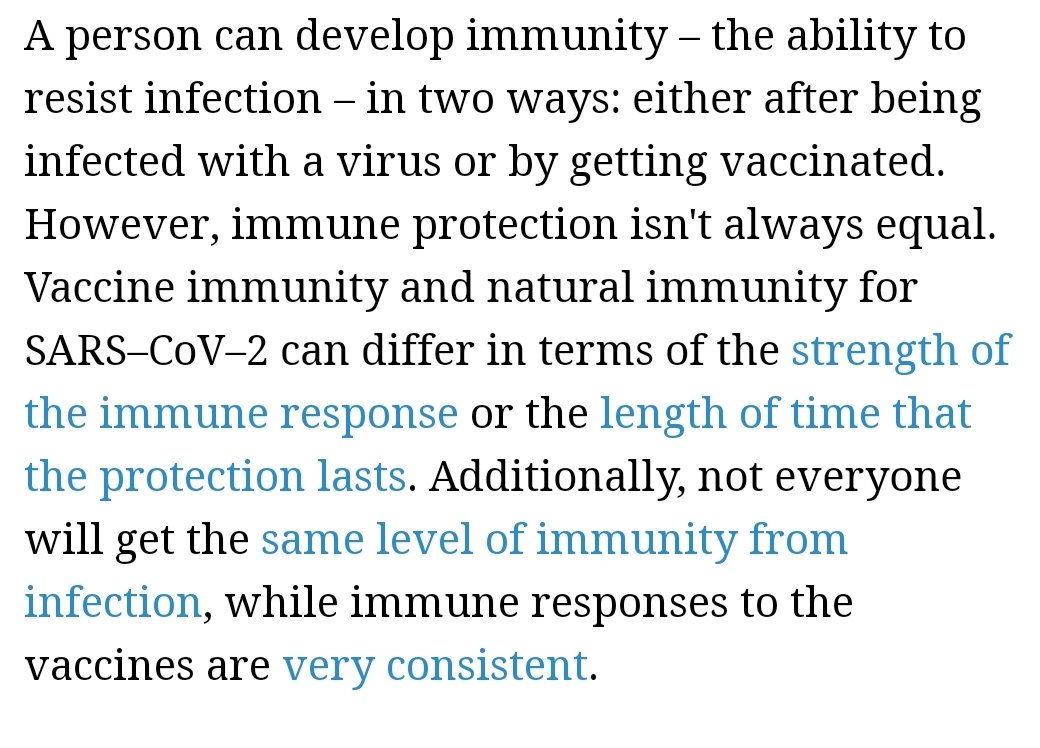 A person can develop immunity – the ability to
resist infection – in two ways: either after being
infected with a virus or by getting vaccinated.
However, immune protection isn't always equal.
Vaccine immunity and natural immunity for
SARS–CoV–2 can differ in terms of the strength of
the immune response or the length of time that
the protection lasts. Additionally, not everyone
will get the same level of immunity from
infection, while immune responses to the
vaccines are very consistent.